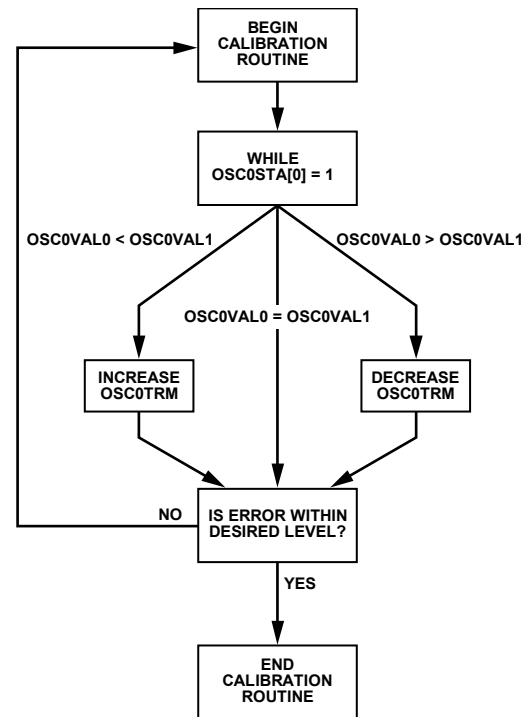 BEGIN
CALIBRATION
ROUTINE
WHILE
OSC0STA[0] = 1
OSC0VAL0 < OSC0VAL1
OSC0VAL0 > OSC0VAL1
OSC0VAL0 = OSC0VAL1
INCREASE
OSC0TRM
DECREASE
OSC0TRM
NO
IS ERROR WITHIN
DESIRED LEVEL?
YES
END
CALIBRATION
ROUTINE